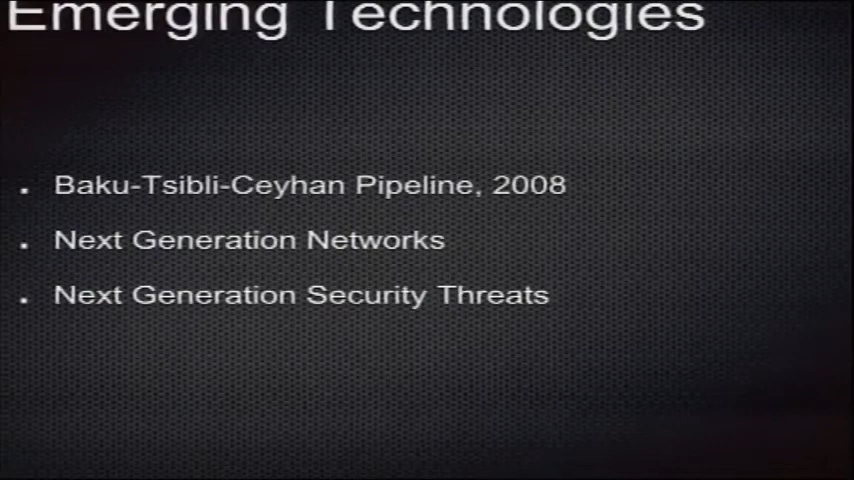 Emerging Technologies
. Baku-Tsibli-Ceyhan Pipeline, 2008
. Next Generation Networks
. Next Generation Security Threats